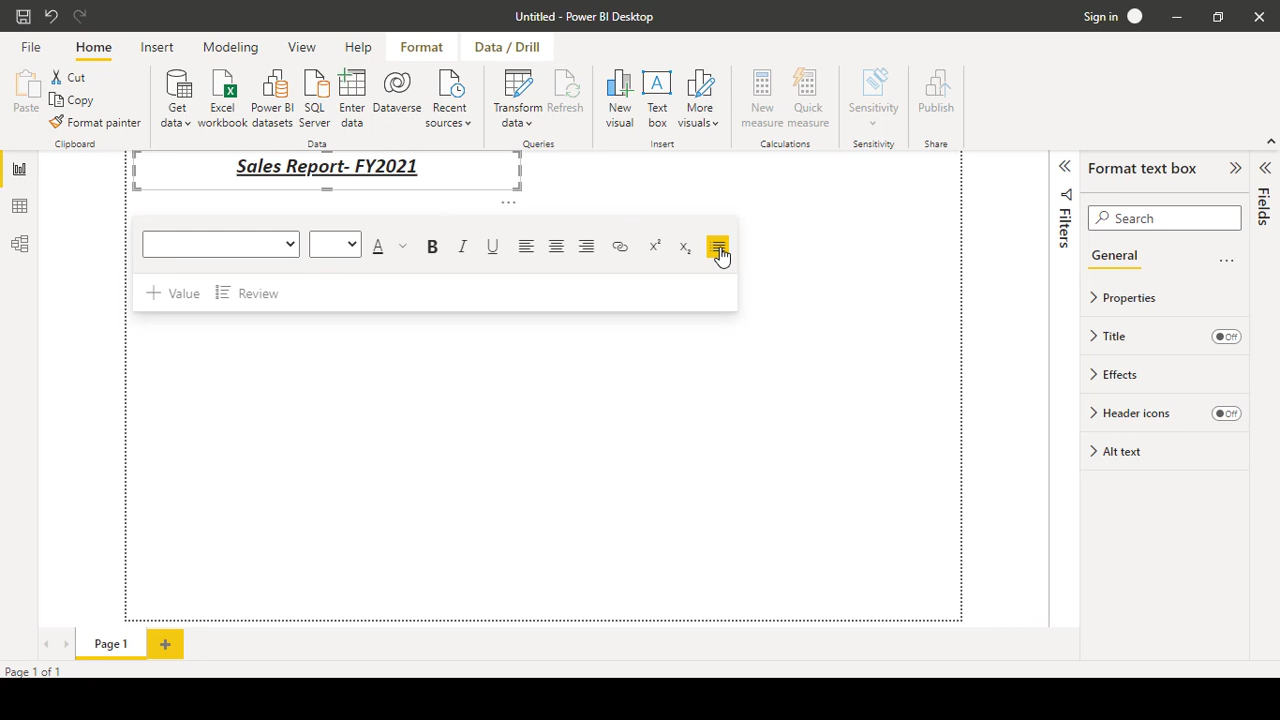 Untitled - Power BI Desktop
Sign in
File
Home
Insert
Modeling
View
Help
Format
Data / Drill
Paste
Cut
Copy
Format painter
Get data
Excel workbook
Power BI datasets
SQL Server
Enter data
Dataverse
Recent sources
Transform data
Refresh
New visual
Text box
More visuals
New measure
Quick measure
Sensitivity
Publish
Clipboard
Data
Queries
Insert
Calculations
Sensitivity
Share
Sales Report- FY2021
Value
Review
Filters
Format text box
Search
General
Properties
Title
Off
Effects
Header icons
Off
Alt text
Fields
Page 1
Page 1 of 1